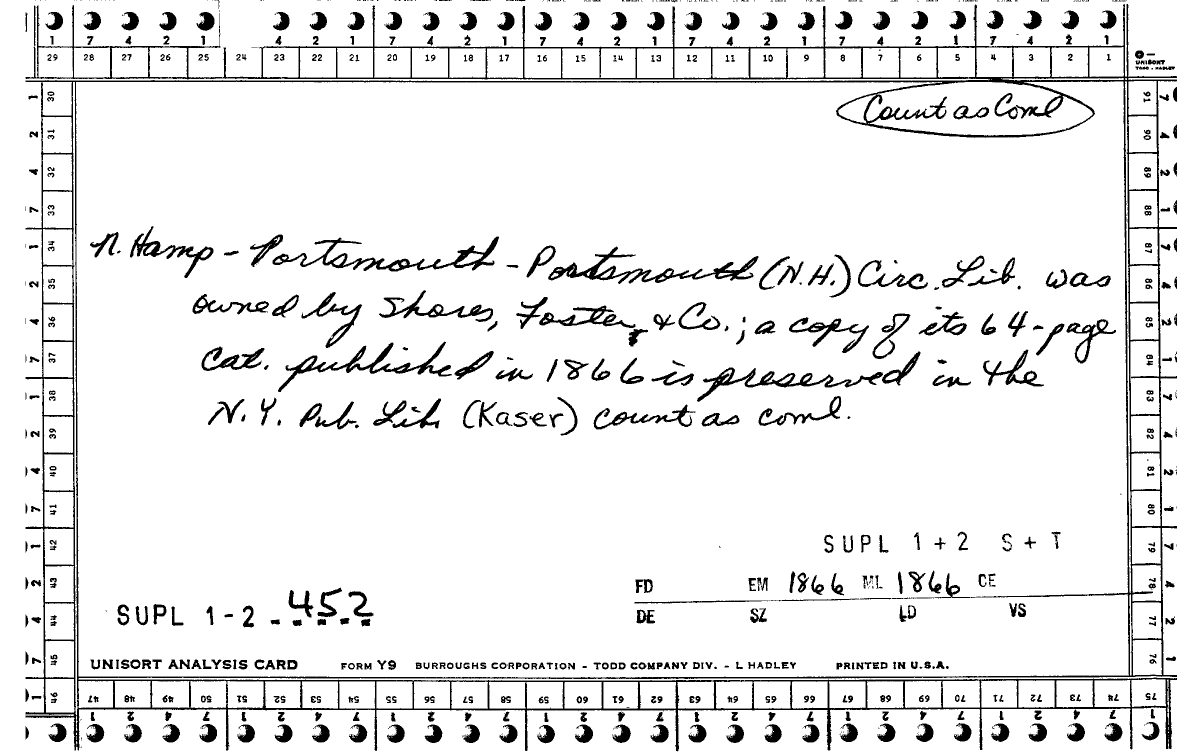 1 7 4 2 1 4 2 1 7 4 2 1 7 4 2 1 7 4 2 1 7 4 2 1 7 4 2 1
29 28 27 26 25 24 23 22 21 20 19 18 17 16 15 14 13 12 11 10 9 8 7 6 5 4 3 2 1
UNISORT
TODD - HADLEY
Count as Coml
N. Hamp - Portsmouth - Portsmouth (N.H.) Circ. Lib. was
owned by Shores, Foster, & Co.; a copy of its 64-page
cat. published in 1866 is preserved in the
N.Y. Pub. Lib. (Kaser) count as coml.
SUPL 1 + 2 S + T
FD EM 1866 ML 1866 CE
SUPL 1 - 2 - 452
DE SZ LD VS
UNISORT ANALYSIS CARD FORM Y9 BURROUGHS CORPORATION - TODD COMPANY DIV. - L HADLEY PRINTED IN U.S.A.
30 31 32 33 34 35 36 37 38 39 40 41 42 43 44 45 46
91 90 89 88 87 86 85 84 83 82 81 80 79 78 77 76
47 48 49 50 51 52 53 54 55 56 57 58 59 60 61 62 63 64 65 66 67 68 69 70 71 72 73 74 75